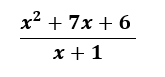 x² + 7x + 6
x + 1